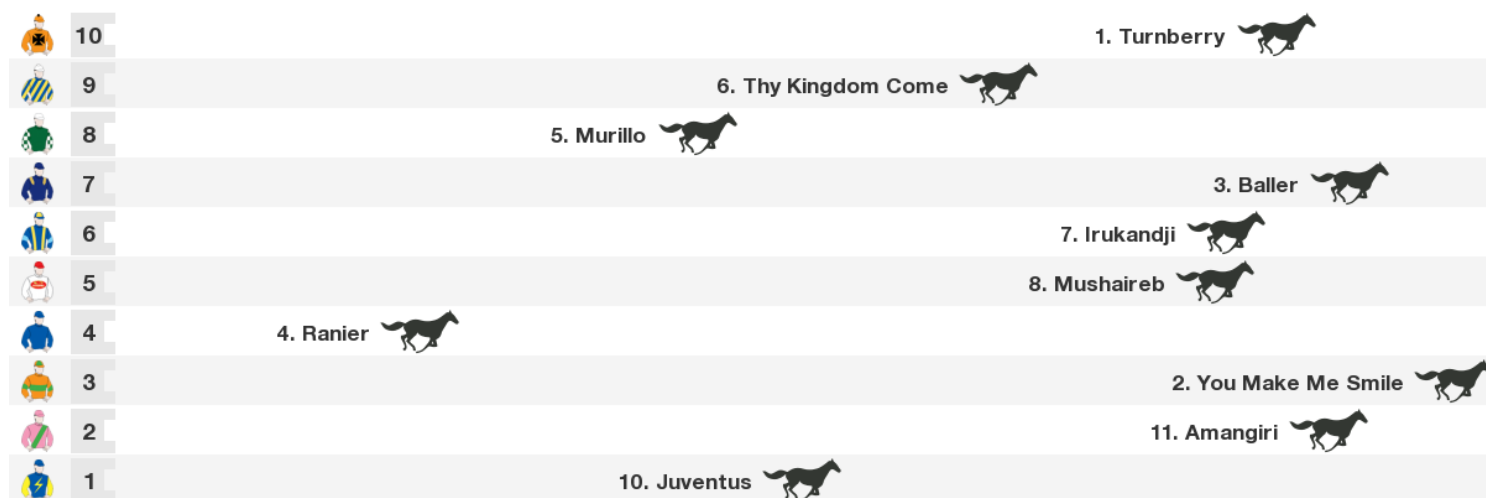 10 1. Turnberry
9 6. Thy Kingdom Come
8 5. Murillo
7 3. Baller
6 7. Irukandji
5 8. Mushaireb
4 4. Ranier
3 2. You Make Me Smile
2 11. Amangiri
1 10. Juventus